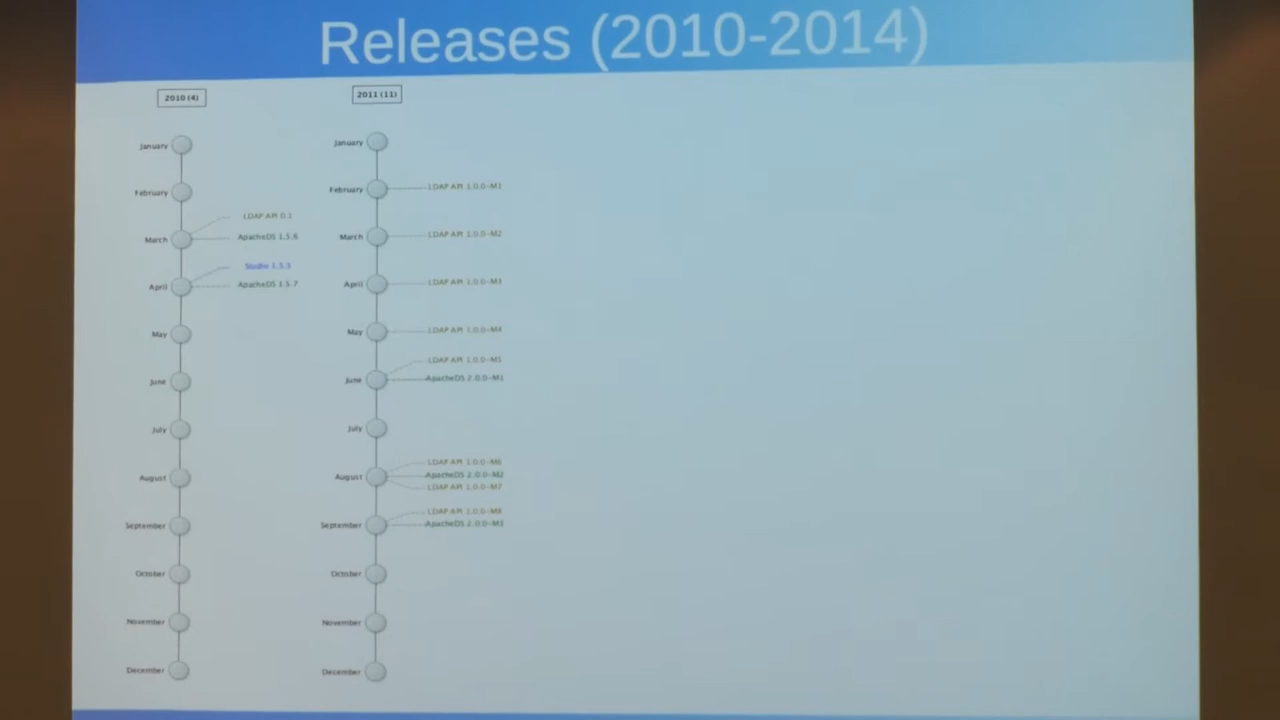 Releases (2010-2014)
2010 (4)
January
February
LDAP API 0.1
March
ApacheDS 1.5.6
Studio 1.5.3
April
ApacheDS 1.5.7
May
June
July
August
September
October
November
December
2011 (11)
January
February
LDAP API 1.0.0-M1
March
LDAP API 1.0.0-M2
April
LDAP API 1.0.0-M3
May
LDAP API 1.0.0-M4
LDAP API 1.0.0-M5
June
ApacheDS 2.0.0-M1
July
LDAP API 1.0.0-M6
August
ApacheDS 2.0.0-M2
LDAP API 1.0.0-M7
LDAP API 1.0.0-M8
September
ApacheDS 2.0.0-M3
October
November
December